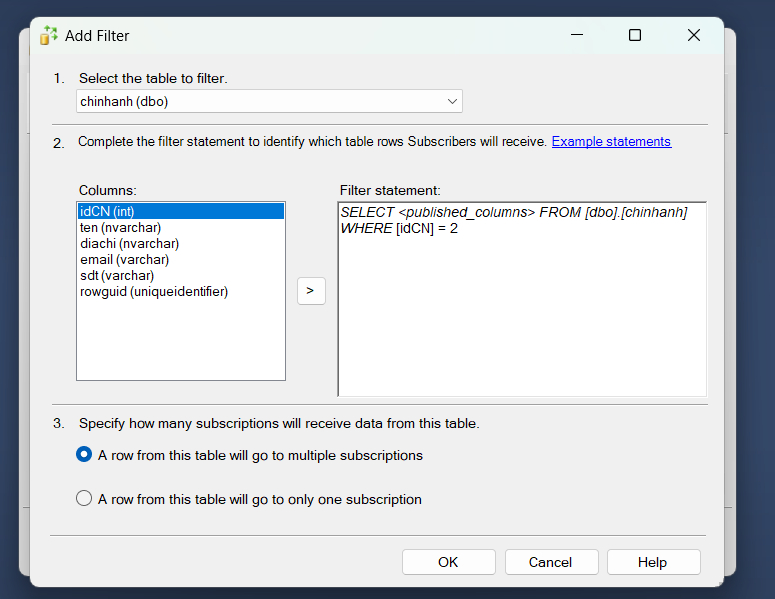 Add Filter
1. Select the table to filter.
chinhanh (dbo)
2. Complete the filter statement to identify which table rows Subscribers will receive. Example statements
Columns:
idCN (int)
ten (nvarchar)
diachi (nvarchar)
email (varchar)
sdt (varchar)
rowguid (uniqueidentifier)
>
Filter statement:
SELECT <published_columns> FROM [dbo].[chinhanh]
WHERE [idCN] = 2
3. Specify how many subscriptions will receive data from this table.
A row from this table will go to multiple subscriptions
A row from this table will go to only one subscription
OK Cancel Help